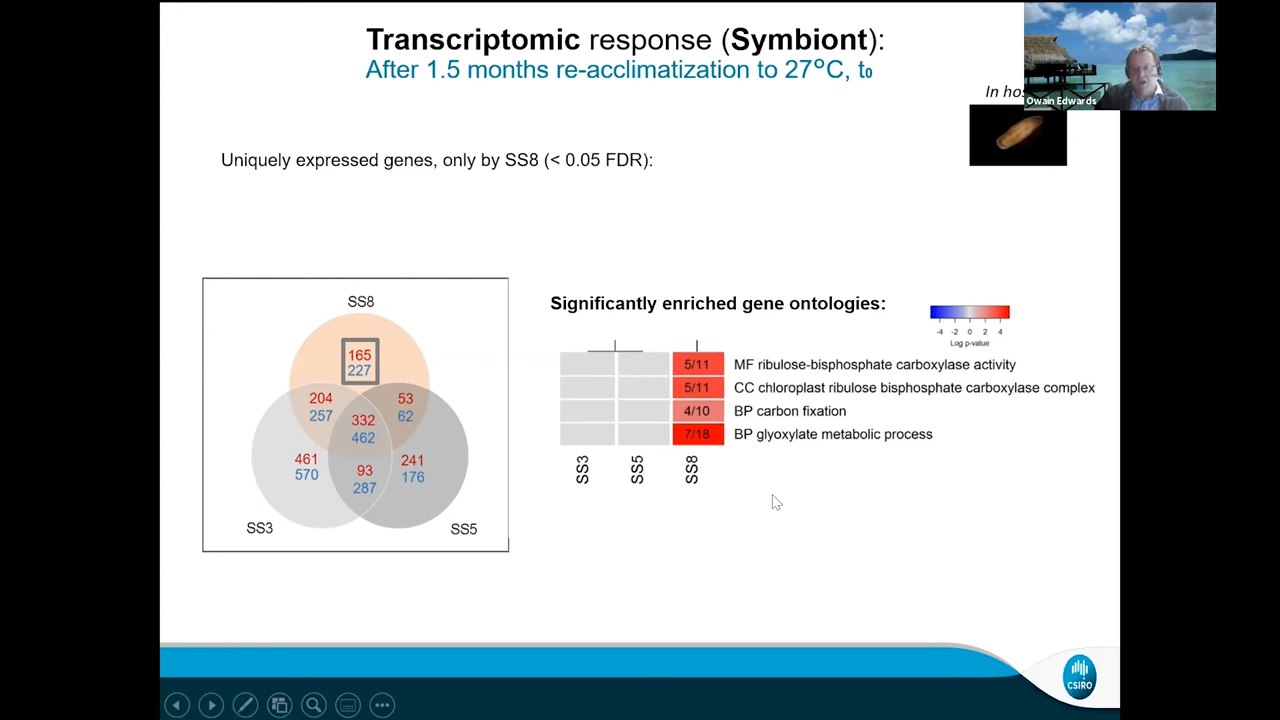 Transcriptomic response (Symbiont):
After 1.5 months re-acclimatization to 27°C, t0
In hos
Owain Edwards
Uniquely expressed genes, only by SS8 (< 0.05 FDR):
SS8
165
227
204
257
53
62
332
462
461
570
93
287
241
176
SS3
SS5
Significantly enriched gene ontologies:
-4 -2 0 2 4
Log p-value
5/11 MF ribulose-bisphosphate carboxylase activity
5/11 CC chloroplast ribulose bisphosphate carboxylase complex
4/10 BP carbon fixation
7/18 BP glyoxylate metabolic process
SS3
SS5
SS8
CSIRO